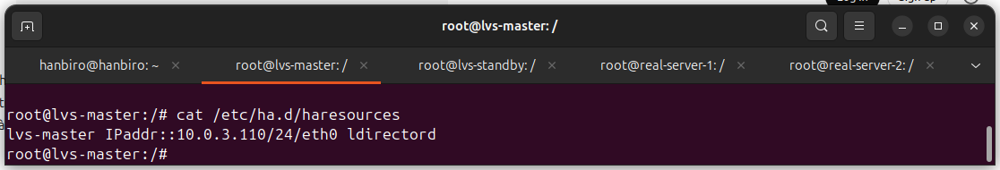 root@lvs-master: /
hanbiro@hanbiro: ~
root@lvs-master: /
root@lvs-standby: /
root@real-server-1: /
root@real-server-2: /
root@lvs-master:/# cat /etc/ha.d/haresources
lvs-master IPaddr::10.0.3.110/24/eth0 ldirectord
root@lvs-master:/#